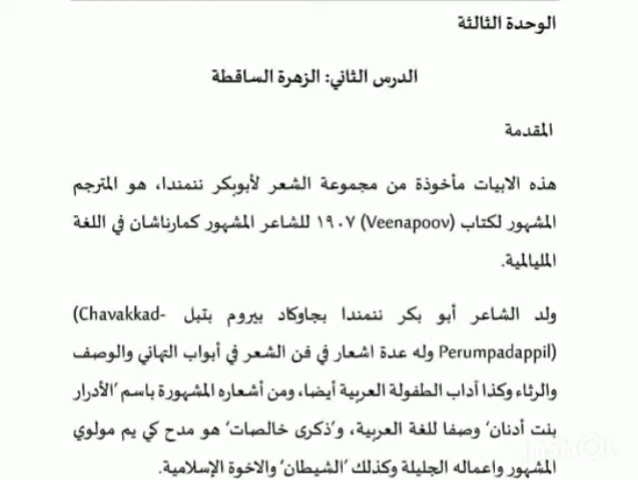 الوحدة الثالثة
الدرس الثاني: الزهرة الساقطة
المقدمة
هذه الابيات مأخوذة من مجموعة الشعر لأبوبكر ننمندا، هو المترجم
المشهور لكتاب (Veenapoov) ١٩٠٧ للشاعر المشهور كمارناشان في اللغة
المليالمية.
ولد الشاعر أبو بكر ننمندا بجاوكاد بيروم بتبل (Chavakkad-
Perumpadappil) وله عدة اشعار في فن الشعر في أبواب التهاني والوصف
والرثاء وكذا آداب الطفولة العربية أيضا، ومن أشعاره المشهورة باسم 'الأدرار
بنت أدنان' وصفا للغة العربية، و'ذكرى خالصات' هو مدح كي يم مولوي
المشهور واعماله الجليلة وكذلك 'الشيطان' والاخوة الإسلامية.